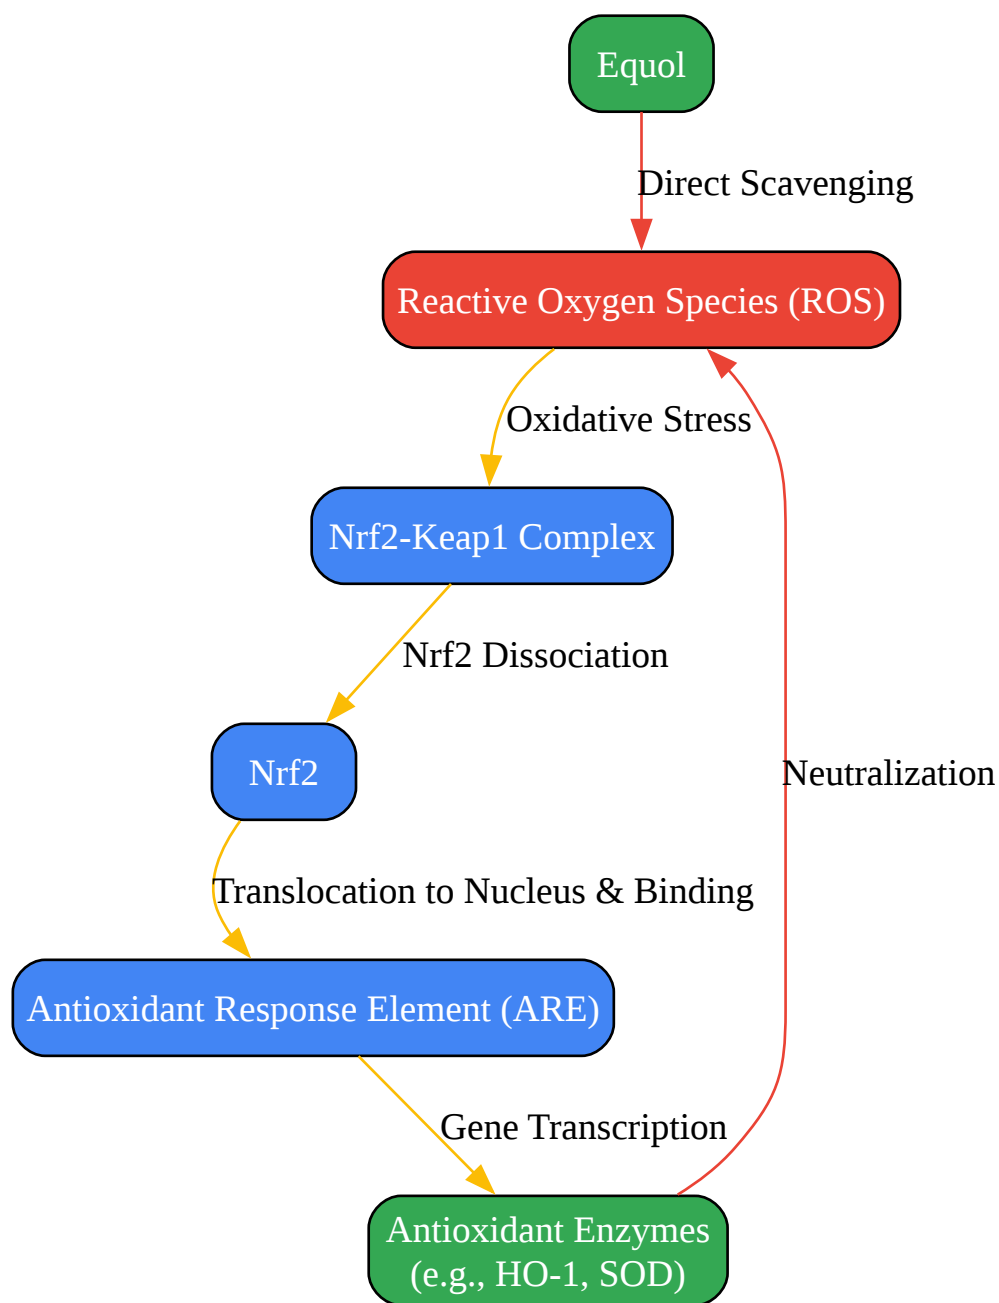 Equol
Direct Scavenging
Reactive Oxygen Species (ROS)
Oxidative Stress
Nrf2-Keap1 Complex
Nrf2 Dissociation
Nrf2
Neutralization
Translocation to Nucleus & Binding
Antioxidant Response Element (ARE)
Gene Transcription
Antioxidant Enzymes
(e.g., HO-1, SOD)